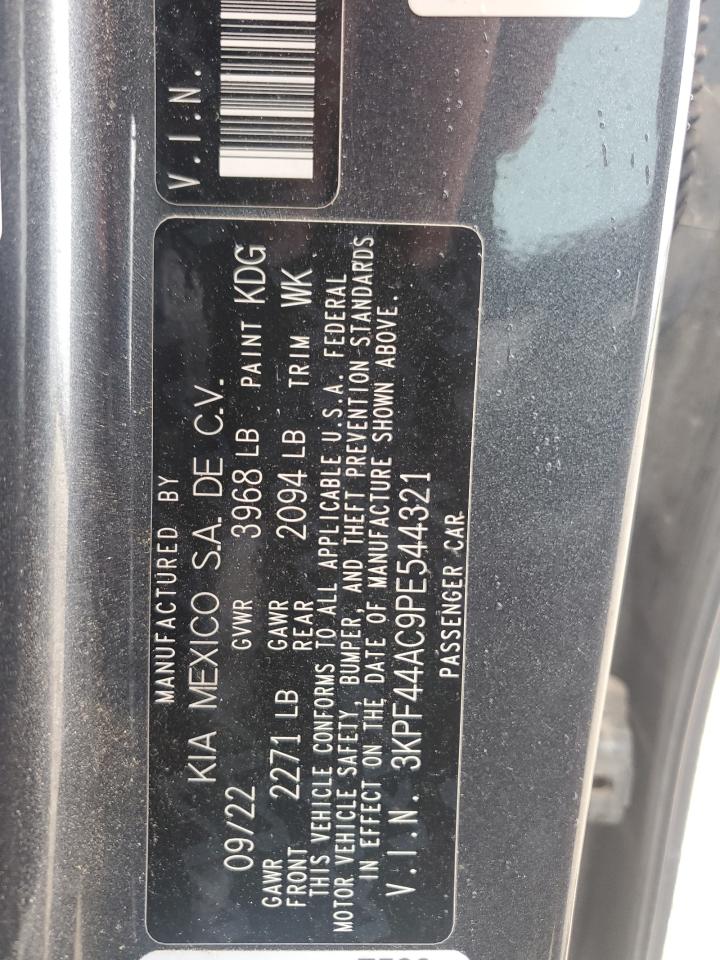 V.I.N.
MANUFACTURED BY
KIA MEXICO S.A. DE C.V.
09/22 GVWR 3968 LB PAINT KDG
GAWR FRONT 2271 LB GAWR REAR 2094 LB TRIM WK
THIS VEHICLE CONFORMS TO ALL APPLICABLE U.S.A. FEDERAL
MOTOR VEHICLE SAFETY, BUMPER, AND THEFT PREVENTION STANDARDS
IN EFFECT ON THE DATE OF MANUFACTURE SHOWN ABOVE.
V.I.N. 3KPF44AC9PE544321
PASSENGER CAR